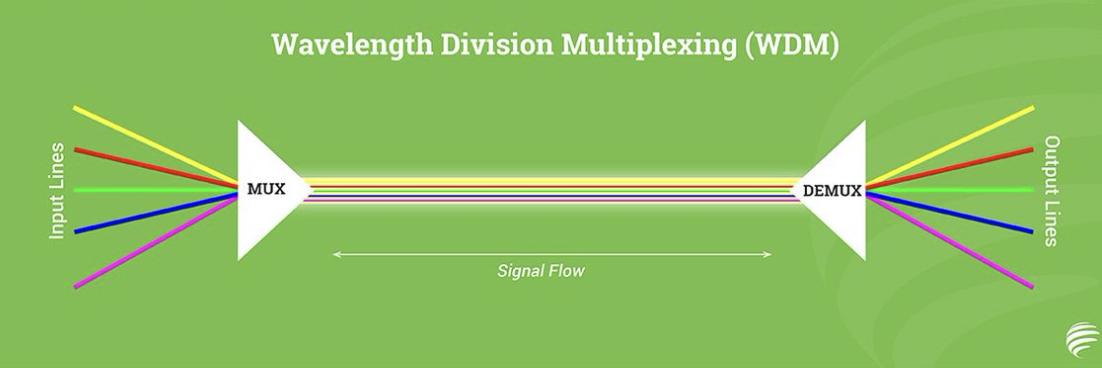 Wavelength Division Multiplexing (WDM)
Input Lines
MUX
DEMUX
Output Lines
Signal Flow